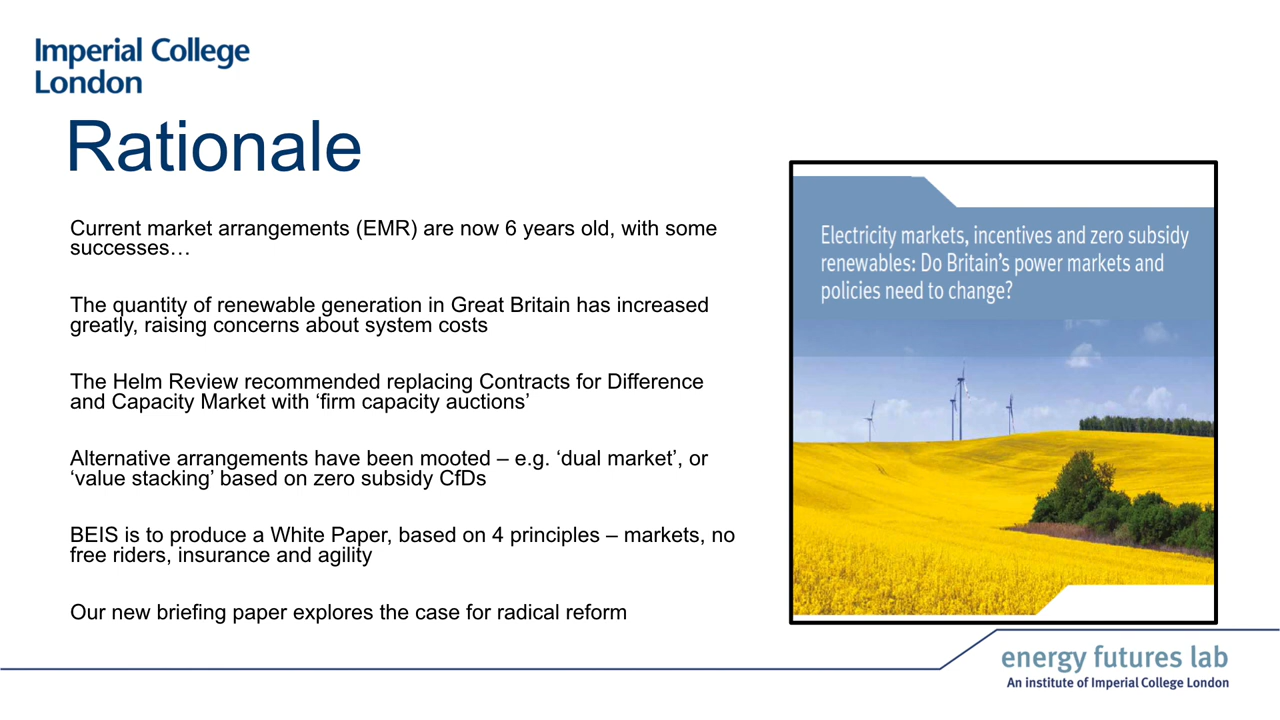 Imperial College
London
Rationale
Current market arrangements (EMR) are now 6 years old, with some
successes…
The quantity of renewable generation in Great Britain has increased
greatly, raising concerns about system costs
The Helm Review recommended replacing Contracts for Difference
and Capacity Market with ‘firm capacity auctions’
Alternative arrangements have been mooted – e.g. ‘dual market’, or
‘value stacking’ based on zero subsidy CfDs
BEIS is to produce a White Paper, based on 4 principles – markets, no
free riders, insurance and agility
Our new briefing paper explores the case for radical reform
Electricity markets, incentives and zero subsidy
renewables: Do Britain’s power markets and
policies need to change?
energy futures lab
An institute of Imperial College London